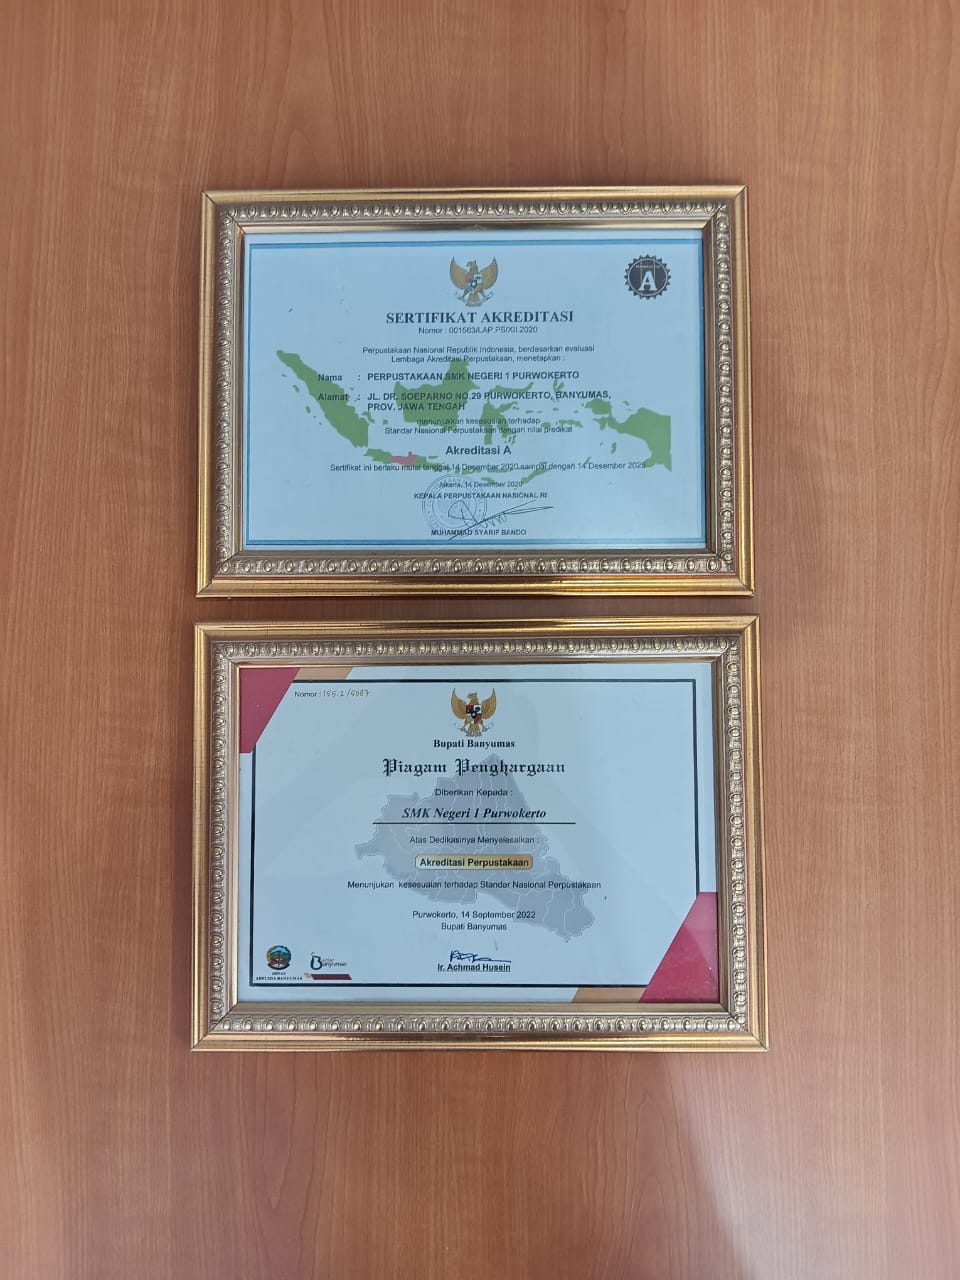 A
SERTIFIKAT AKREDITASI
Nomor : 001563/LAP.PS/XII.2020
Perpustakaan Nasional Republik Indonesia, berdasarkan evaluasi
Lembaga Akreditasi Perpustakaan, menetapkan :
Nama : PERPUSTAKAAN SMK NEGERI 1 PURWOKERTO
Alamat : JL. DR. SOEPARNO NO.29 PURWOKERTO, BANYUMAS,
PROV. JAWA TENGAH
menunjukkan kesesuaian terhadap
Standar Nasional Perpustakaan dengan nilai predikat
Akreditasi A
Sertifikat ini berlaku mulai tanggal 14 Desember 2020 sampai dengan 14 Desember 2025
Jakarta, 14 Desember 2020
KEPALA PERPUSTAKAAN NASIONAL RI
MUHAMMAD SYARIF BANDO
Nomor : 155.2 /5067
Bupati Banyumas
Piagam Penghargaan
Diberikan Kepada :
SMK Negeri 1 Purwokerto
Atas Dedikasinya Menyelesaikan :
Akreditasi Perpustakaan
Menunjukan kesesuaian terhadap Standar Nasional Perpustakaan
Purwokerto, 14 September 2022
Bupati Banyumas
Ir. Achmad Husein
DINAS
ARPUSDA BANYUMAS
Better
Banyumas